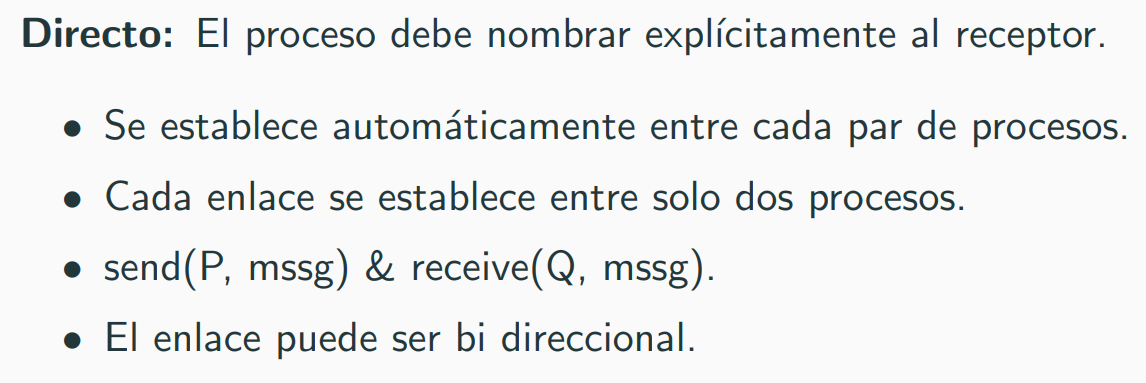 Directo: El proceso debe nombrar explícitamente al receptor.
• Se establece automáticamente entre cada par de procesos.
• Cada enlace se establece entre solo dos procesos.
• send(P, mssg) & receive(Q, mssg).
• El enlace puede ser bi direccional.